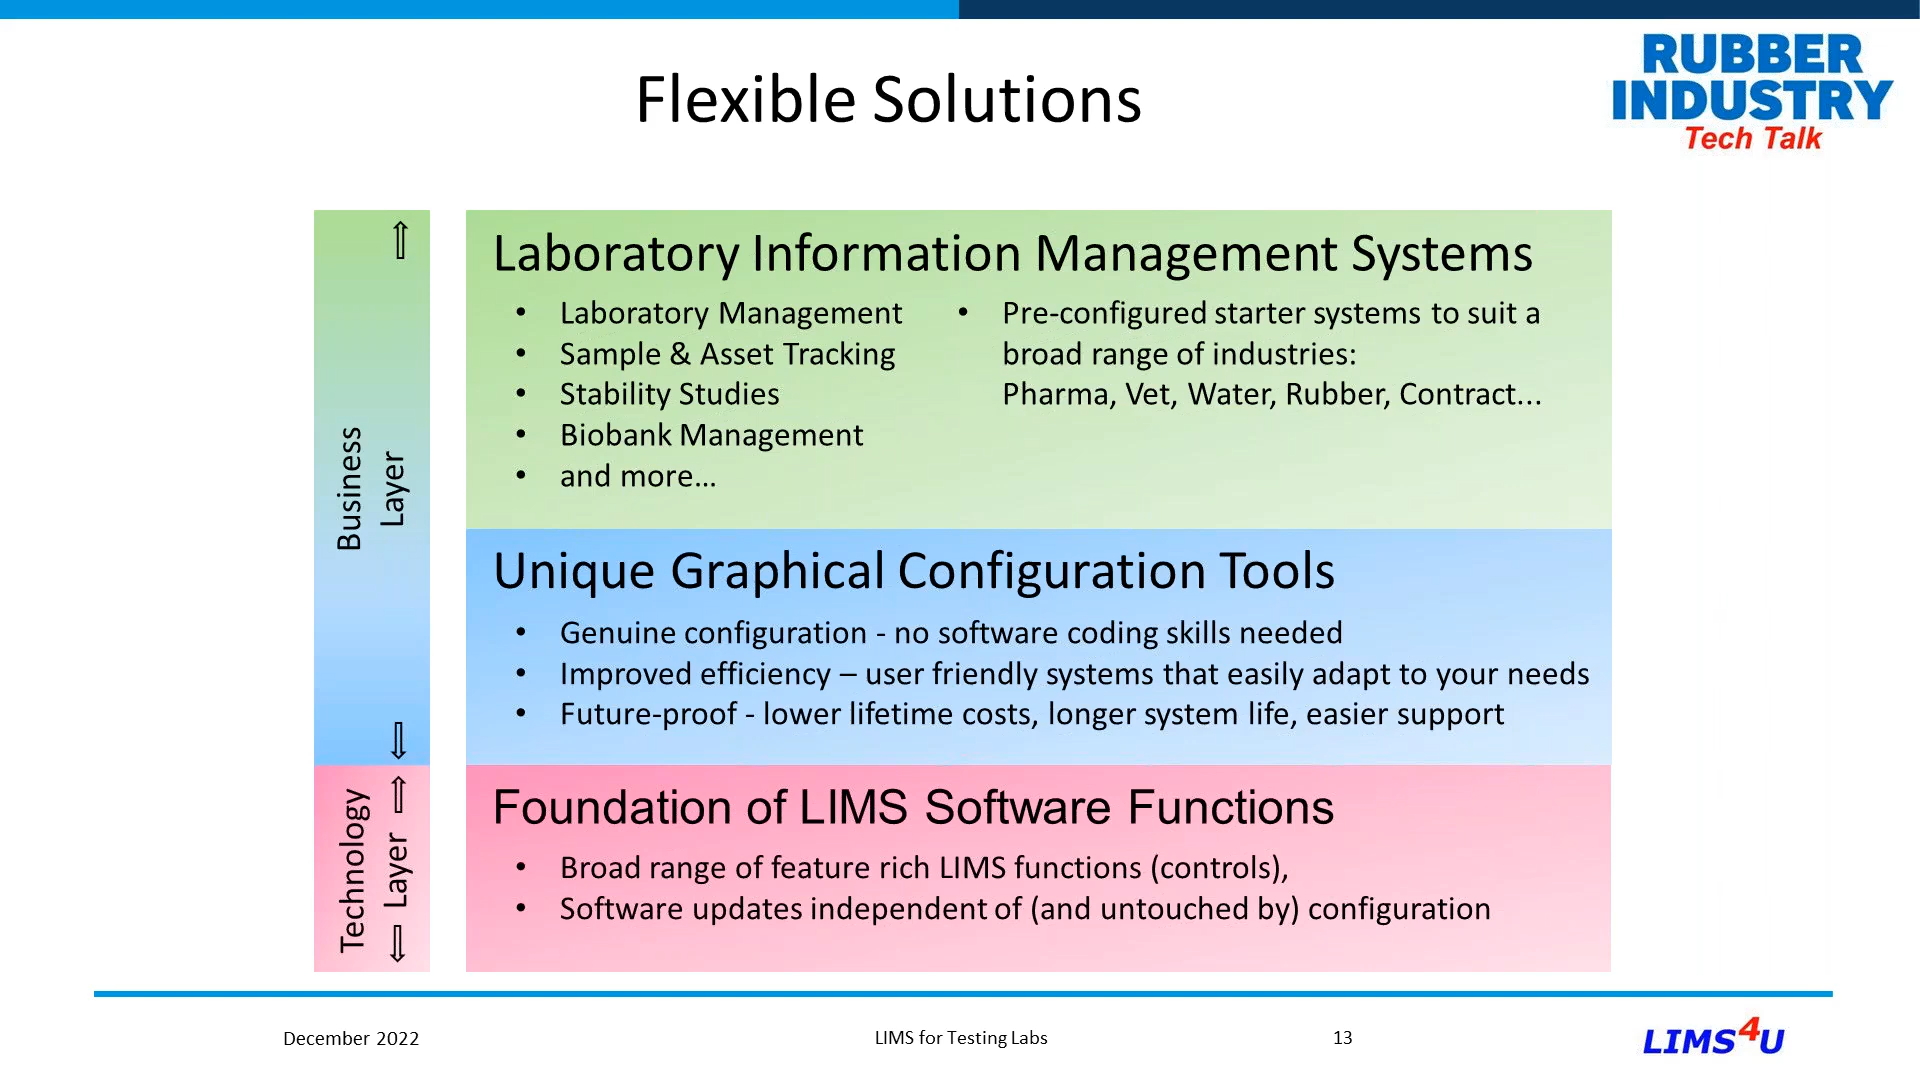 RUBBER
INDUSTRY
Tech Talk
Flexible Solutions
Business
Layer
Laboratory Information Management Systems
• Laboratory Management
• Sample & Asset Tracking
• Stability Studies
• Biobank Management
• and more…
• Pre-configured starter systems to suit a
broad range of industries:
Pharma, Vet, Water, Rubber, Contract...
Unique Graphical Configuration Tools
• Genuine configuration - no software coding skills needed
• Improved efficiency – user friendly systems that easily adapt to your needs
• Future-proof - lower lifetime costs, longer system life, easier support
Technology
Layer
Foundation of LIMS Software Functions
• Broad range of feature rich LIMS functions (controls),
• Software updates independent of (and untouched by) configuration
December 2022
LIMS for Testing Labs
13
LIMS4U